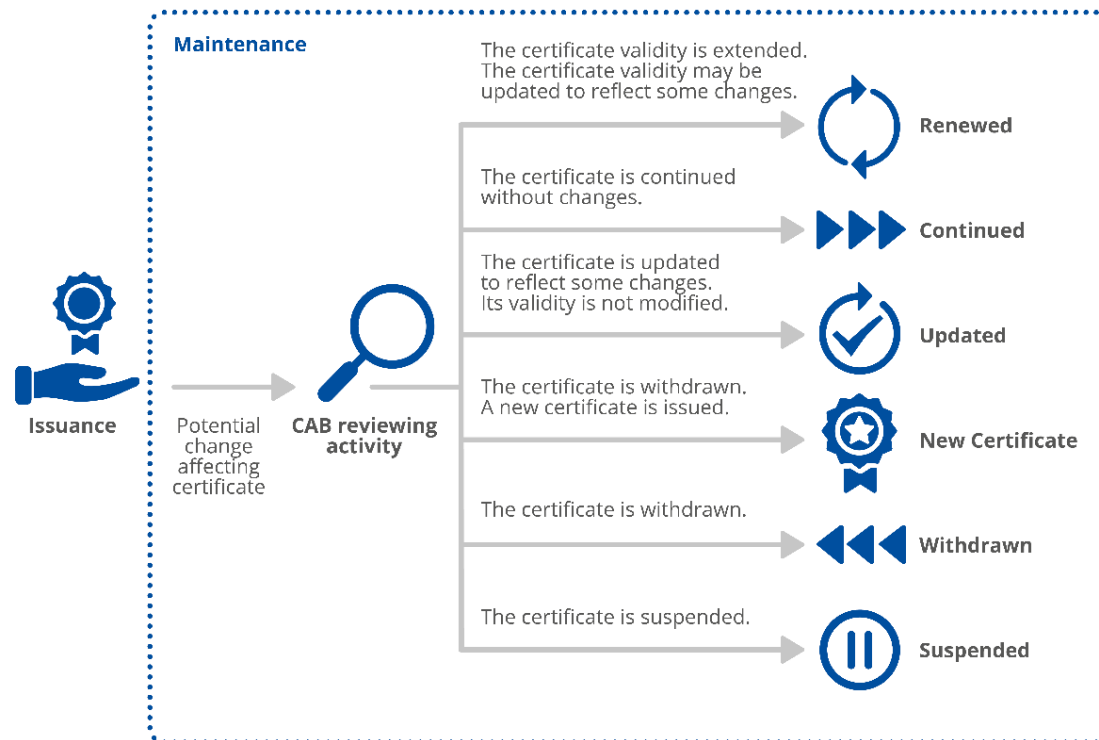 Maintenance
The certificate validity is extended.
The certificate validity may be
updated to reflect some changes.
Renewed
The certificate is continued
without changes.
Continued
The certificate is updated
to reflect some changes.
Its validity is not modified.
Updated
Issuance
Potential
change
affecting
certificate
CAB reviewing
activity
The certificate is withdrawn.
A new certificate is issued.
New Certificate
The certificate is withdrawn.
Withdrawn
The certificate is suspended.
Suspended